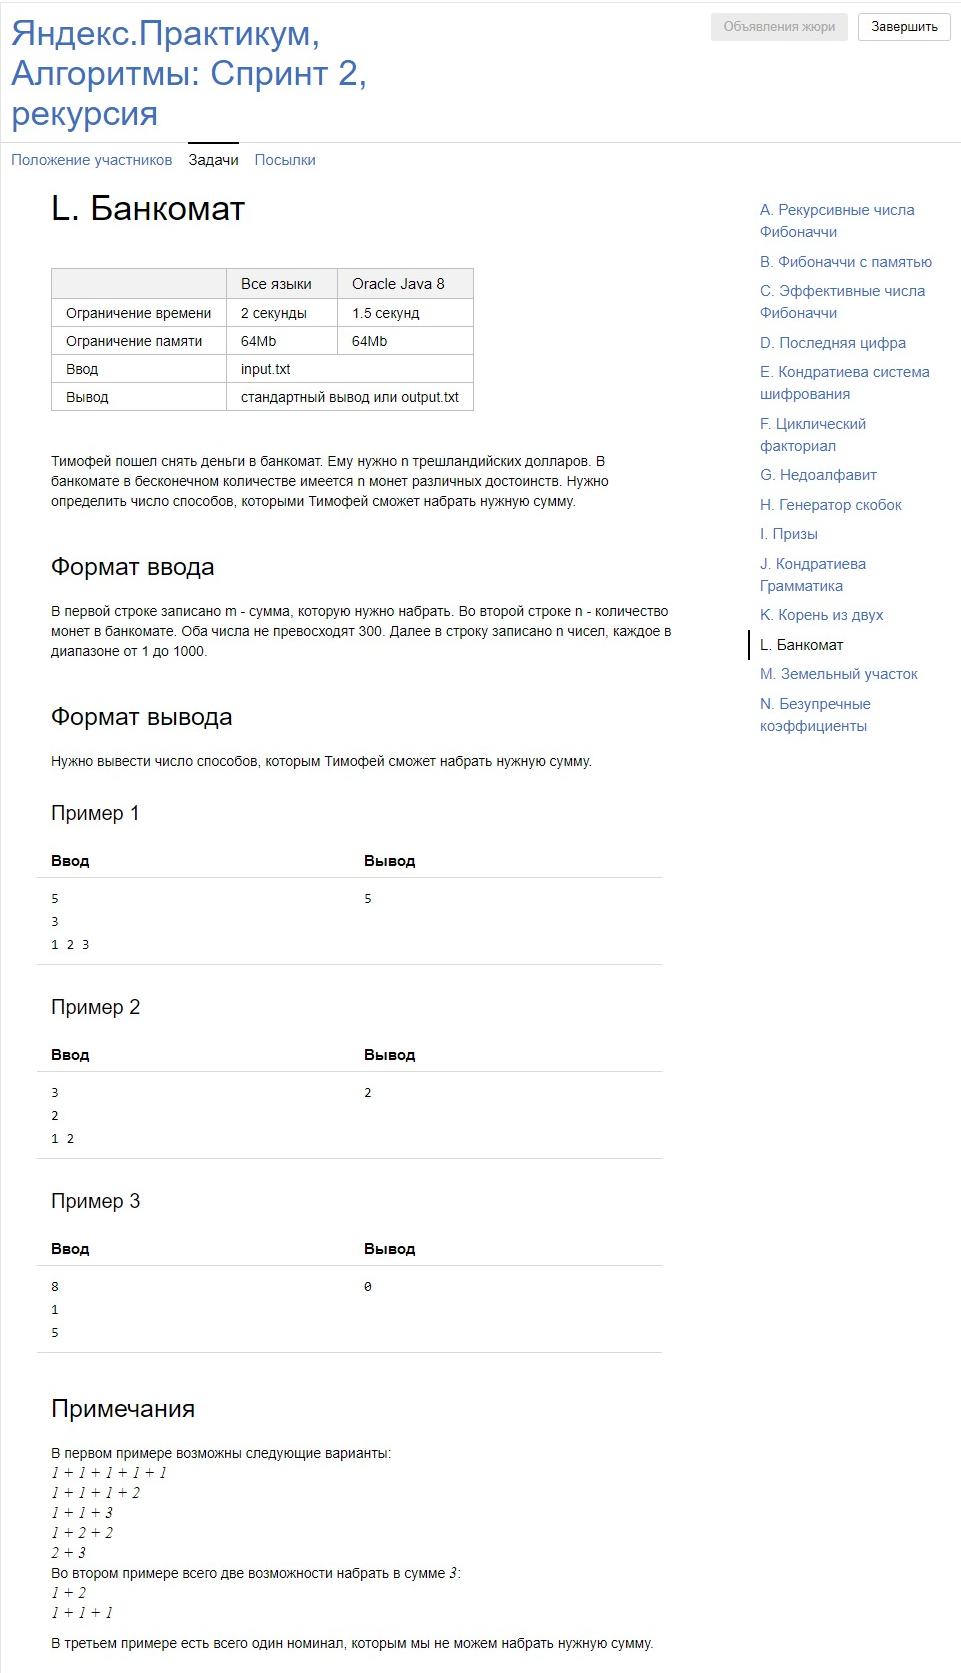 Яндекс.Практикум,
Алгоритмы: Спринт 2,
рекурсия
Объявления жюри
Завершить
Положение участников Задачи Посылки
L. Банкомат
Все языки Oracle Java 8
Ограничение времени 2 секунды 1.5 секунд
Ограничение памяти 64Mb 64Mb
Ввод input.txt
Вывод стандартный вывод или output.txt
Тимофей пошел снять деньги в банкомат. Ему нужно n трешландийских долларов. В
банкомате в бесконечном количестве имеется n монет различных достоинств. Нужно
определить число способов, которыми Тимофей сможет набрать нужную сумму.
Формат ввода
В первой строке записано m - сумма, которую нужно набрать. Во второй строке n - количество
монет в банкомате. Оба числа не превосходят 300. Далее в строку записано n чисел, каждое в
диапазоне от 1 до 1000.
Формат вывода
Нужно вывести число способов, которым Тимофей сможет набрать нужную сумму.
Пример 1
Ввод Вывод
5 5
3
1 2 3
Пример 2
Ввод Вывод
3 2
2
1 2
Пример 3
Ввод Вывод
8 0
1
5
Примечания
В первом примере возможны следующие варианты:
1 + 1 + 1 + 1 + 1
1 + 1 + 1 + 2
1 + 1 + 3
1 + 2 + 2
2 + 3
Во втором примере всего две возможности набрать в сумме 3:
1 + 2
1 + 1 + 1
В третьем примере есть всего один номинал, которым мы не можем набрать нужную сумму.
A. Рекурсивные числа
Фибоначчи
B. Фибоначчи с памятью
C. Эффективные числа
Фибоначчи
D. Последняя цифра
E. Кондратиева система
шифрования
F. Циклический
факториал
G. Недоалфавит
H. Генератор скобок
I. Призы
J. Кондратиева
Грамматика
K. Корень из двух
L. Банкомат
M. Земельный участок
N. Безупречные
коэффициенты